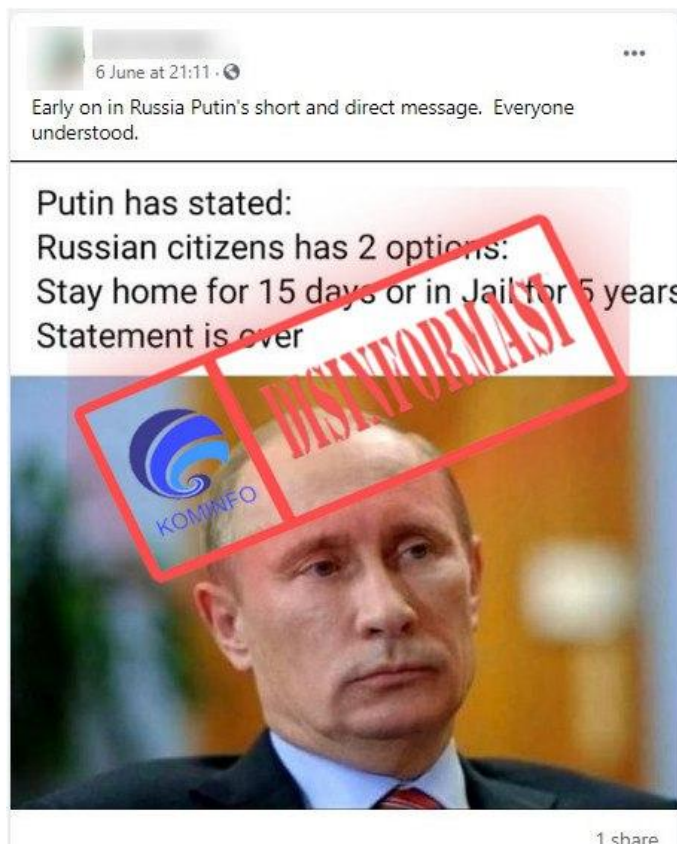 6 June at 21:11 ·
Early on in Russia Putin's short and direct message. Everyone
understood.
Putin has stated:
Russian citizens has 2 options:
Stay home for 15 days or in Jail for 5 years
Statement is over
DISINFORMASI
KOMINFO
1 share